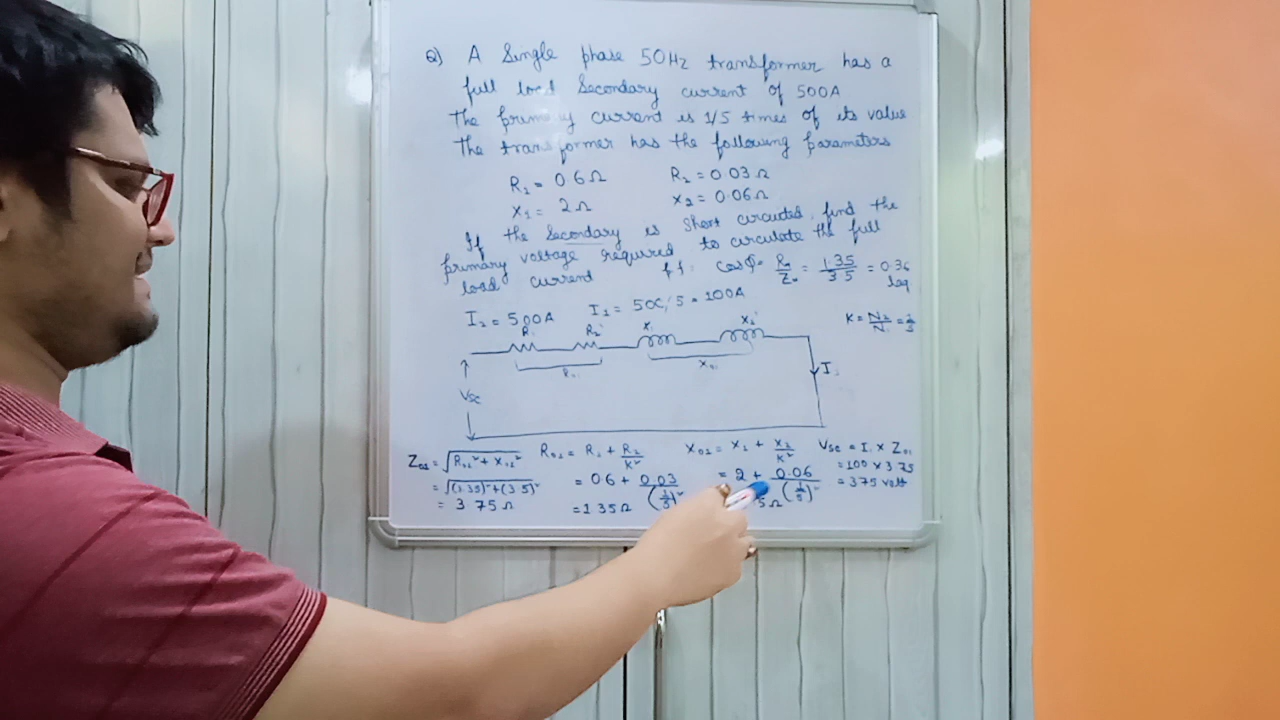 Q) A Single phase 50Hz transformer has a
full load Secondary current of 500A
The primary current is 1/5 times of its value
The transformer has the following parameters
R₁ = 0.6Ω R₂ = 0.03Ω
X₁ = 2Ω X₂ = 0.06Ω
If the Secondary is Short circuited, find the
primary voltage required to circulate the full
load current
P.f. cosφ = R₀₁/Z₀₁ = 1.35/3.5 = 0.36 lag
I₂ = 500A I₁ = 500/5 = 100A
K = N₂/N₁ = 1/5
R₁ R₂' X₁ X₂'
R₀₁ X₀₁ I₁
Vsc
Z₀₁ = √R₀₁² + X₀₁² R₀₁ = R₁ + R₂/K² X₀₁ = X₁ + X₂/K² Vsc = I₁ × Z₀₁
= √(1.35)² + (3.5)² = 0.6 + 0.03/(1/5)² = 2 + 0.06/(1/5)² = 100 × 3.75
= 3.75Ω = 1.35Ω 5Ω = 375 volt